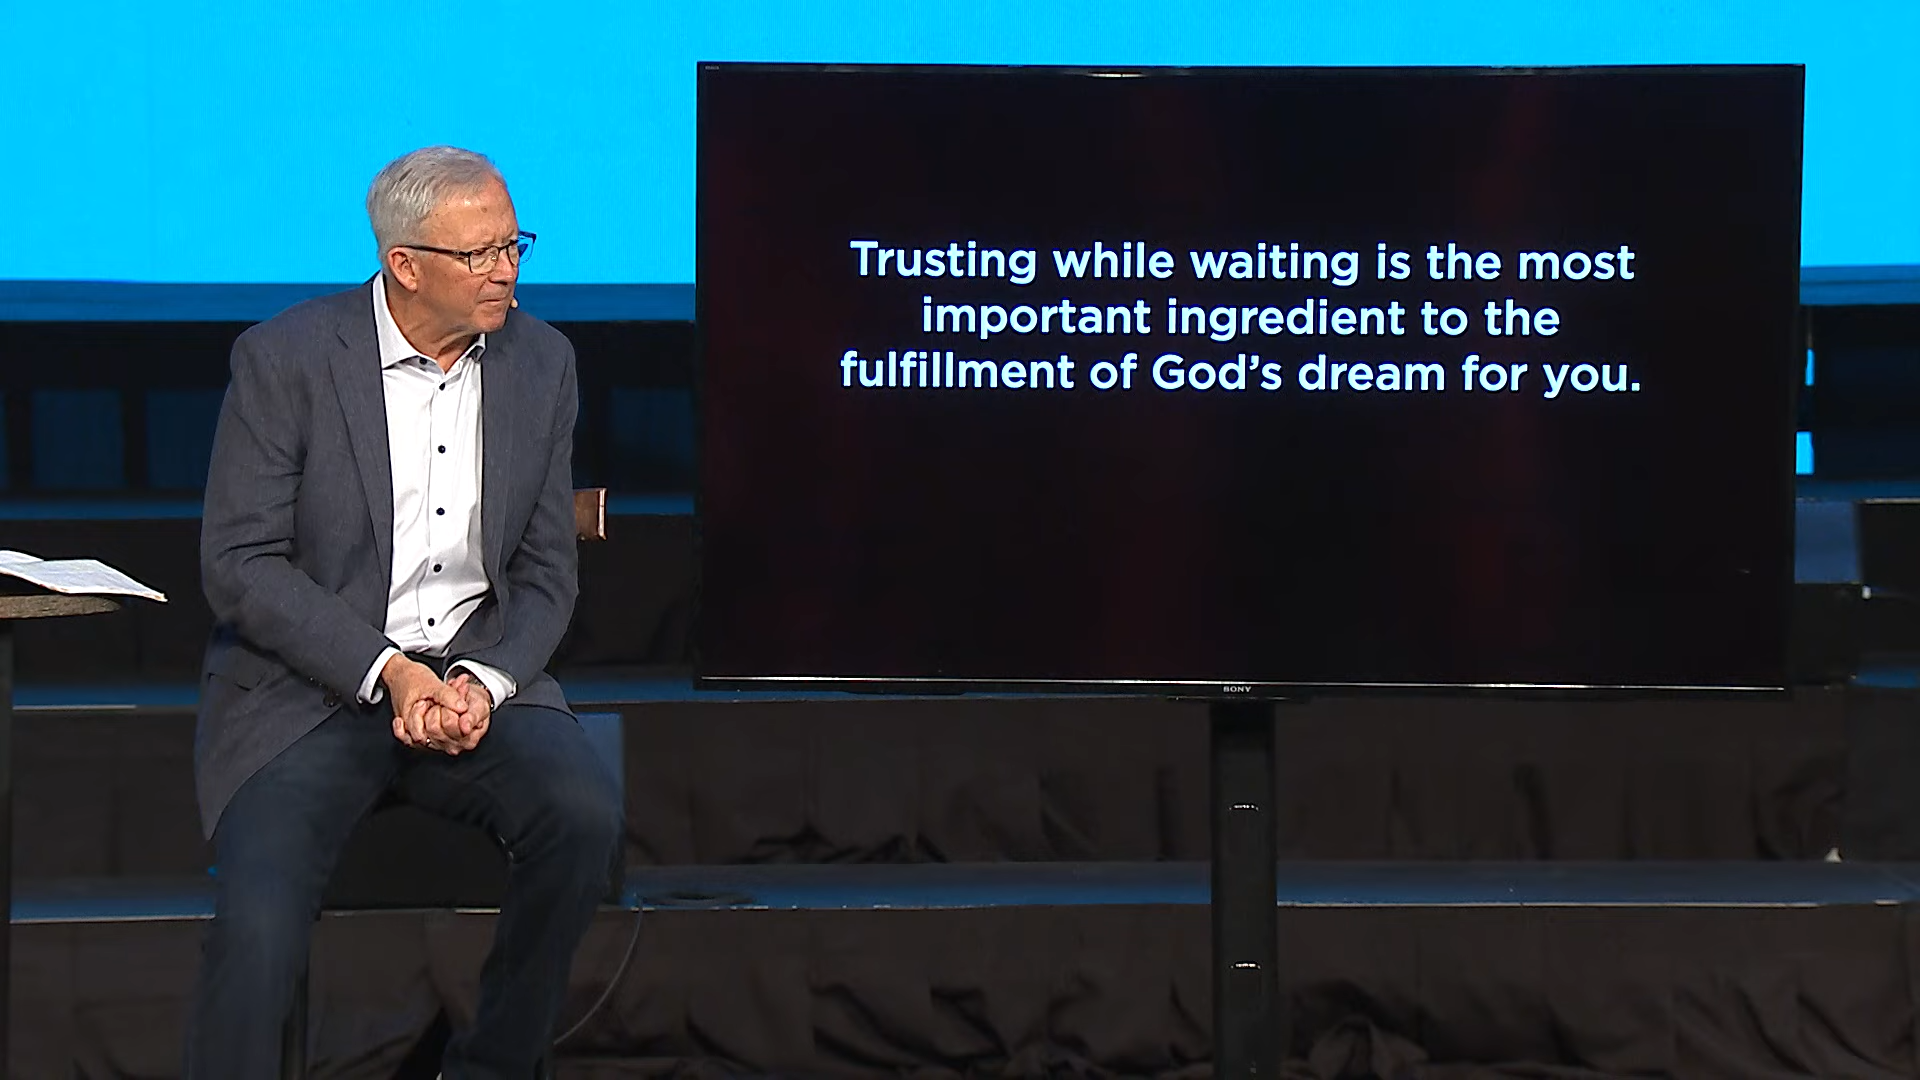 Trusting while waiting is the most
important ingredient to the
fulfillment of God's dream for you.
SONY